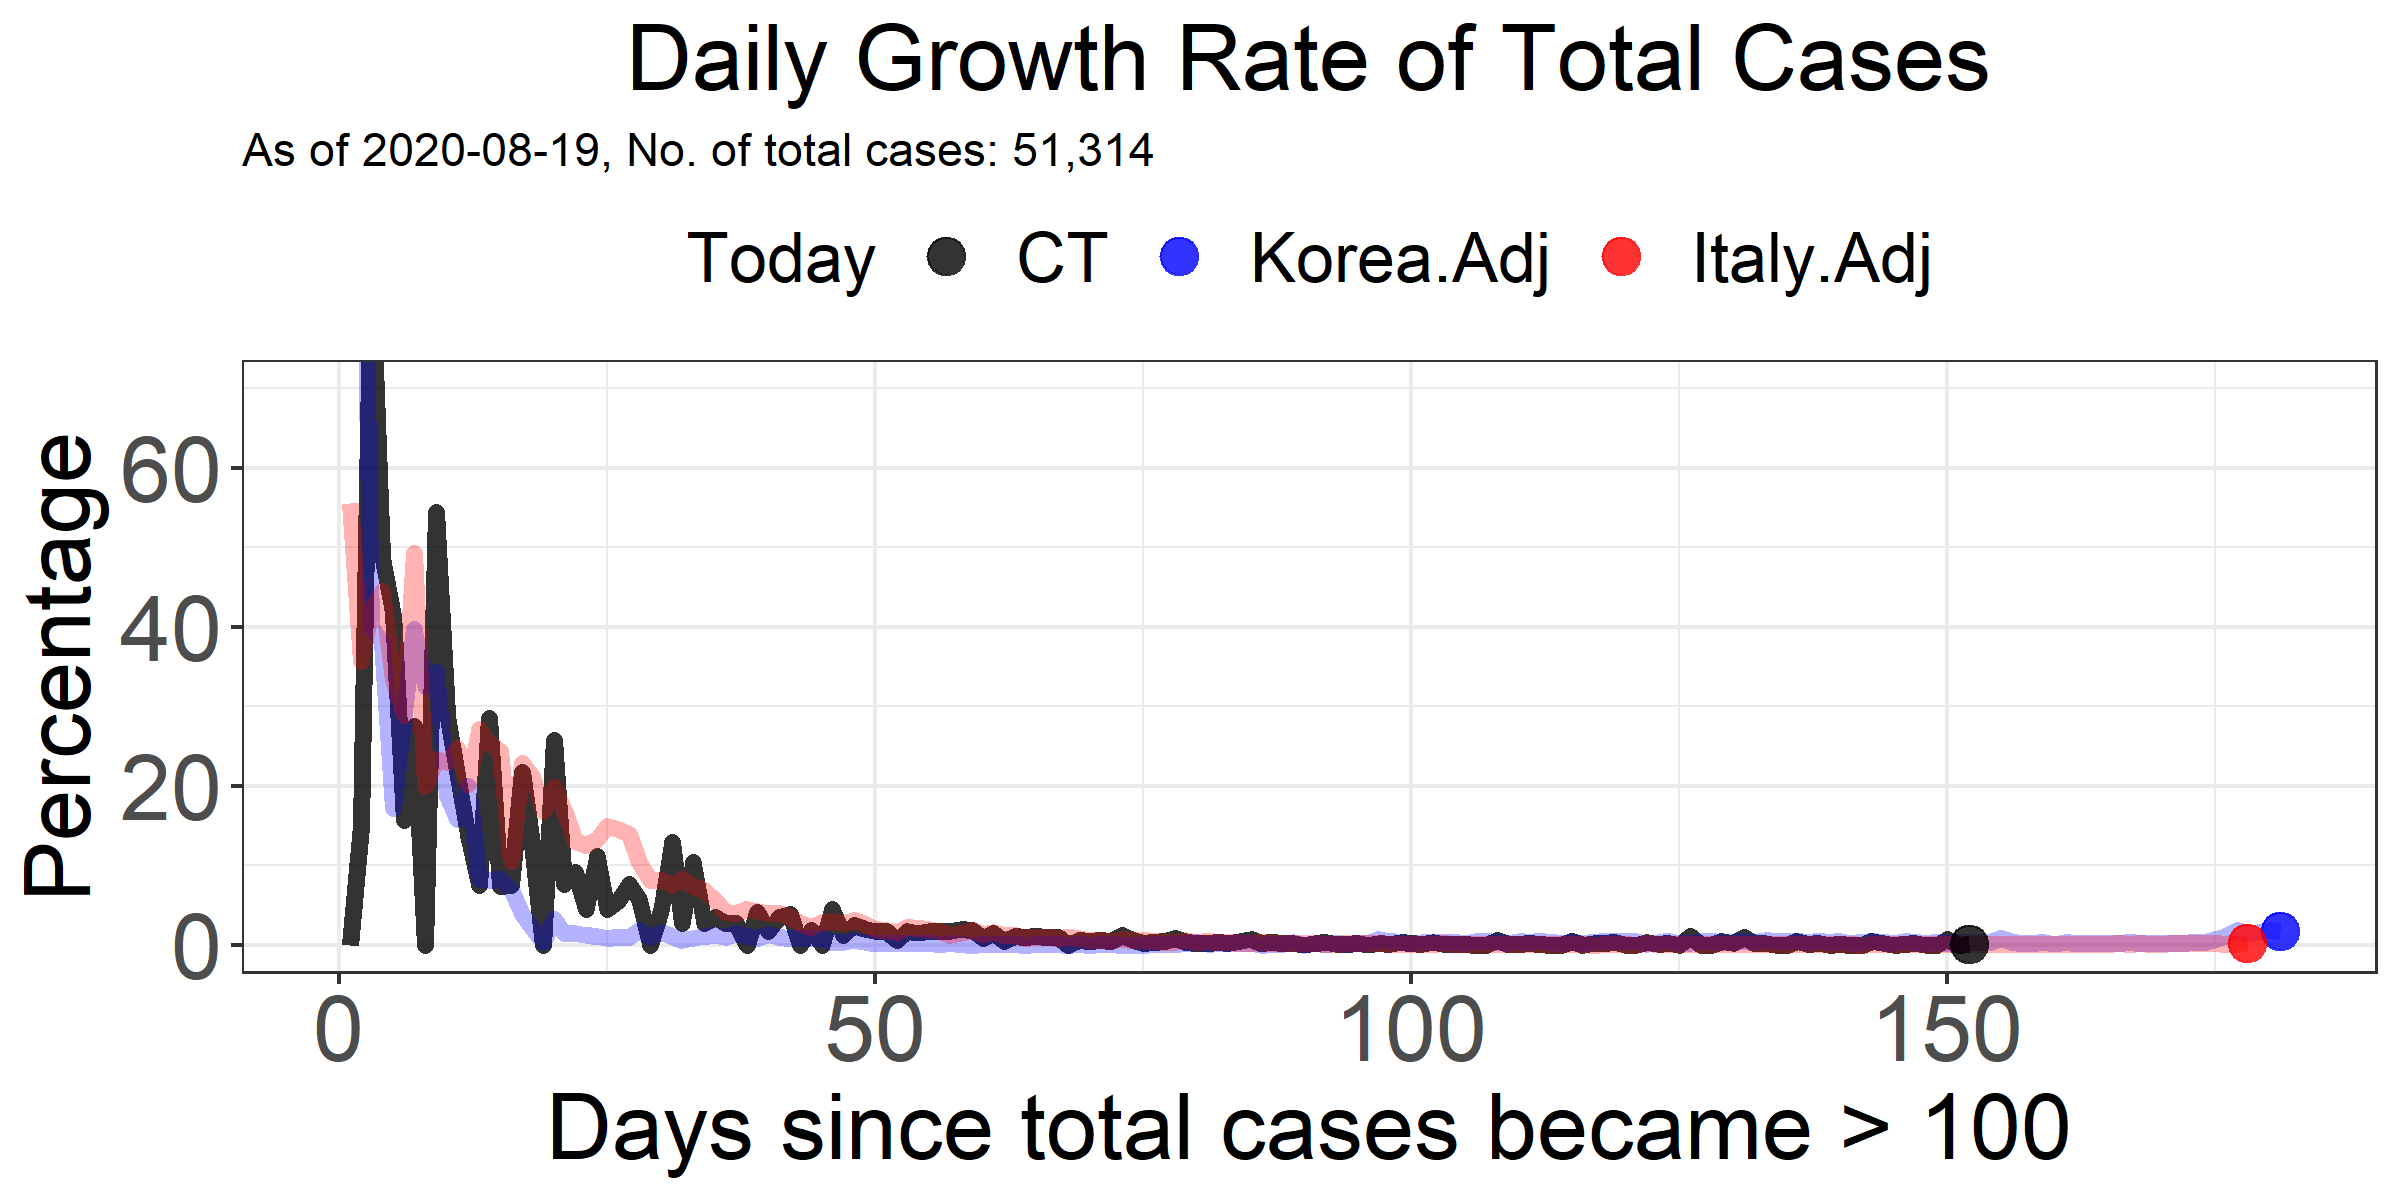 Daily Growth Rate of Total Cases
As of 2020-08-19, No. of total cases: 51,314
Today CT Korea.Adj Italy.Adj
Percentage
60
40
20
0
0 50 100 150
Days since total cases became > 100